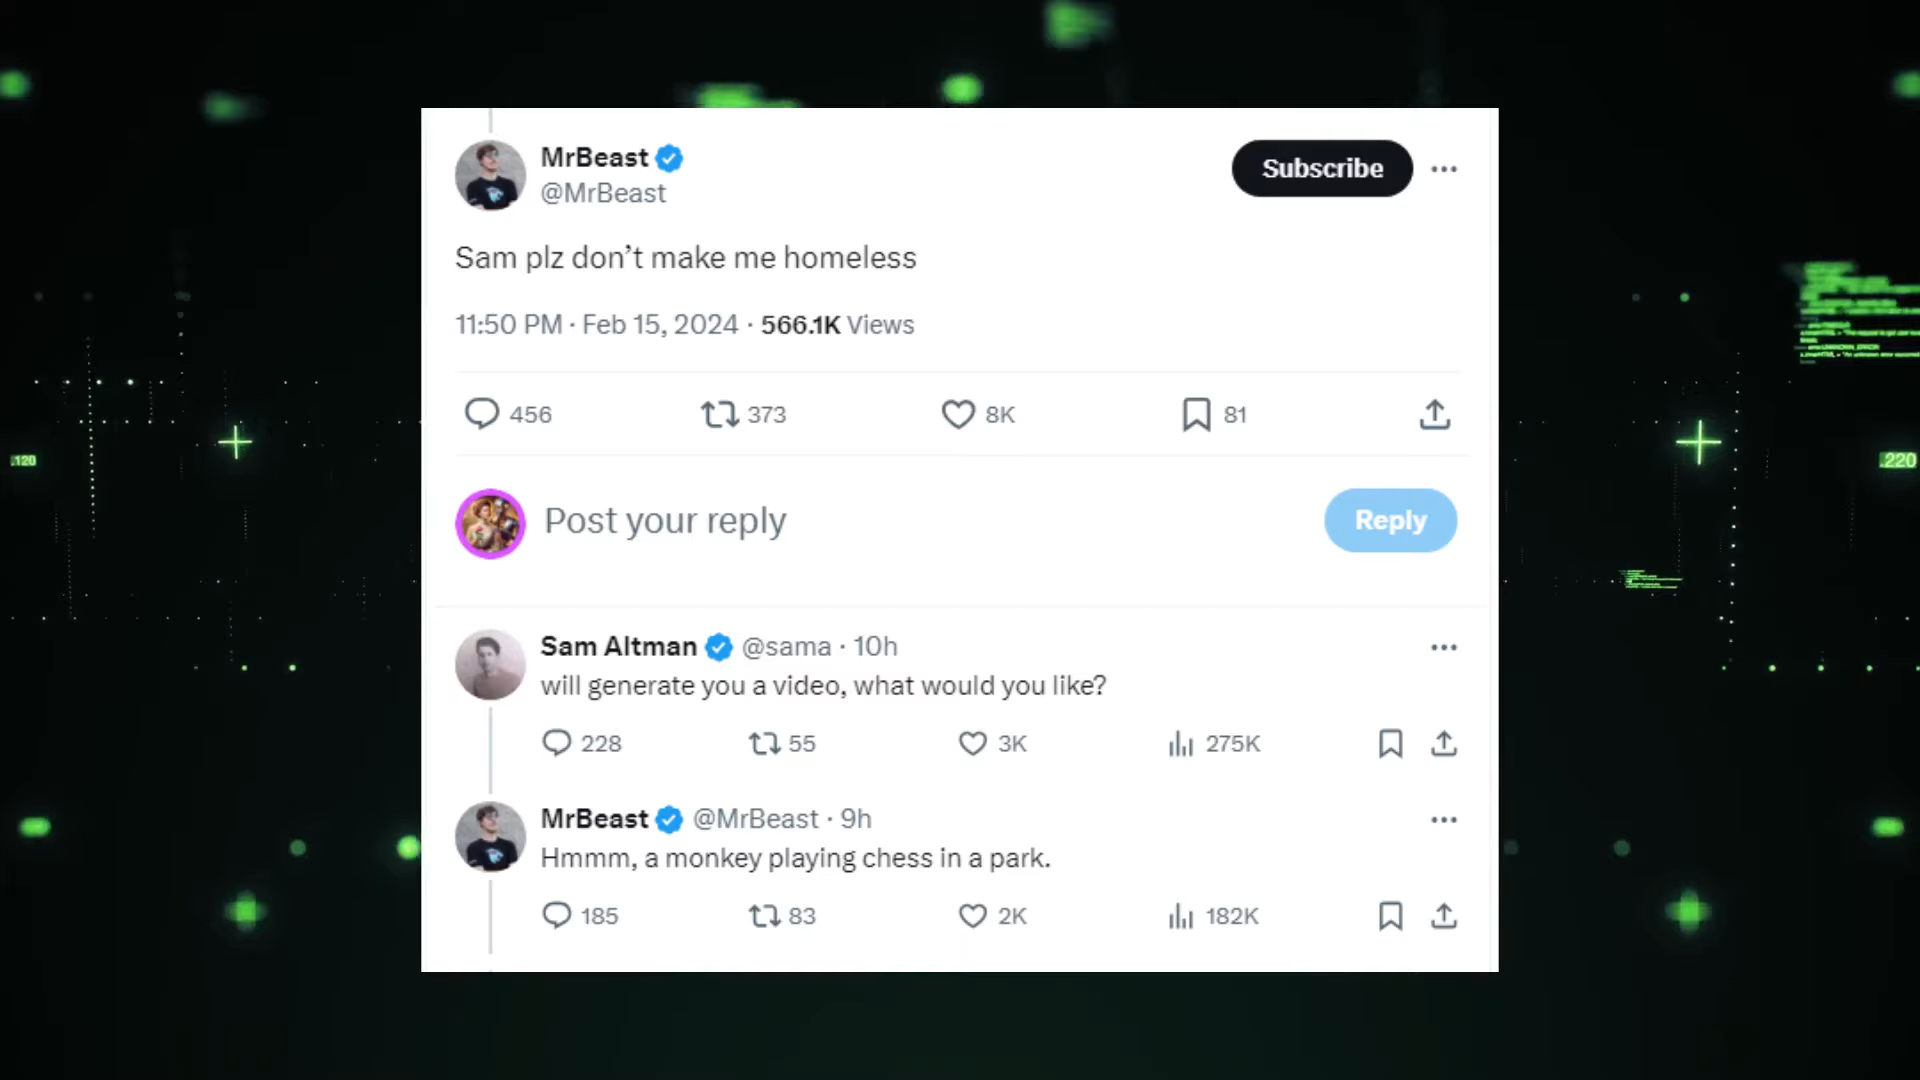 MrBeast
@MrBeast
Subscribe
Sam plz don’t make me homeless
11:50 PM · Feb 15, 2024 · 566.1K Views
456 373 8K 81
Post your reply
Reply
Sam Altman @sama · 10h
will generate you a video, what would you like?
228 55 3K 275K
MrBeast @MrBeast · 9h
Hmmm, a monkey playing chess in a park.
185 83 2K 182K
.120
.220